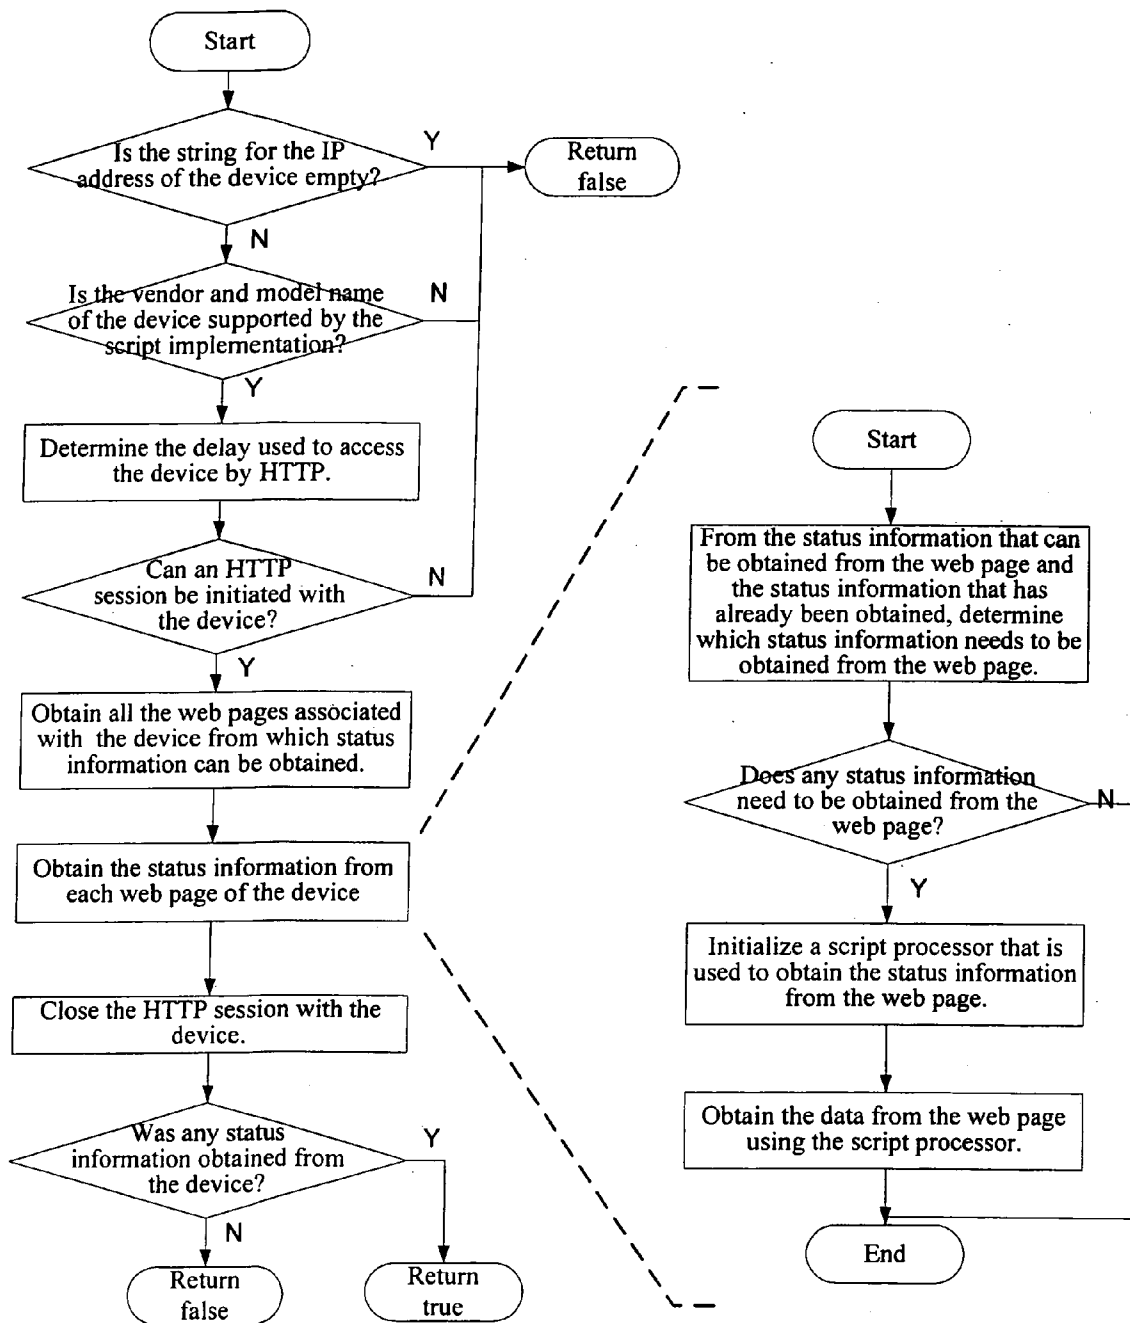 Start
Is the string for the IP
address of the device empty?
Y
Return
false
N
Is the vendor and model name
of the device supported by the
script implementation?
N
Y
Determine the delay used to access
the device by HTTP.
Can an HTTP
session be initiated with
the device?
N
Y
Obtain all the web pages associated
with the device from which status
information can be obtained.
Obtain the status information from
each web page of the device
Close the HTTP session with the
device.
Was any status
information obtained from
the device?
Y
N
Return
false
Return
true
Start
From the status information that can
be obtained from the web page and
the status information that has
already been obtained, determine
which status information needs to be
obtained from the web page.
Does any status information
need to be obtained from the
web page?
N
Y
Initialize a script processor that is
used to obtain the status information
from the web page.
Obtain the data from the web page
using the script processor.
End